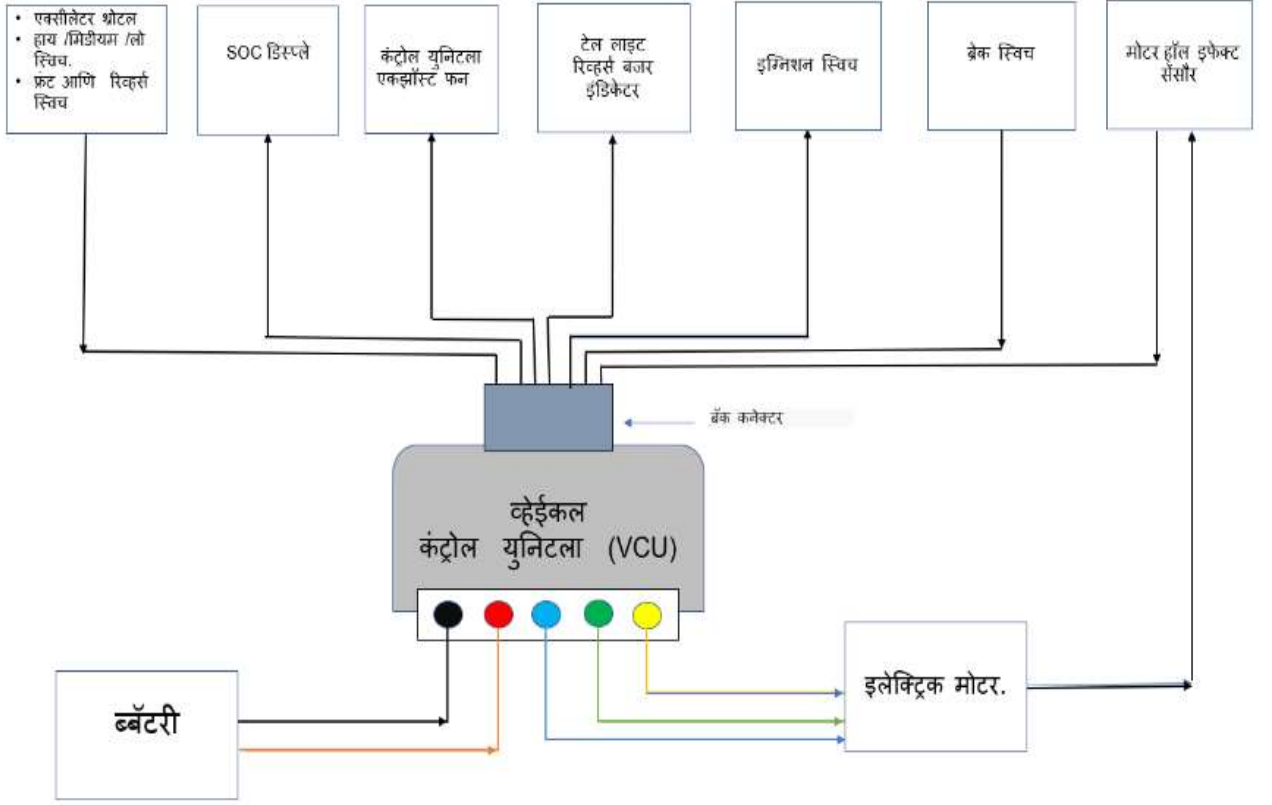 • एक्सीलेटर थ्रोटल
• हाय /मिडीयम /लो
स्विच.
• फ्रंट आणि रिव्हर्स
स्विच
SOC डिस्प्ले
कंट्रोल युनिटला
एकझॉस्ट फन
टेल लाइट
रिव्हर्स बजर
इंडिकेटर
इग्निशन स्विच
ब्रेक स्विच
मोटर हॉल इफेक्ट
सेंसौर
बॅक कनेक्टर
व्हेईकल
कंट्रोल युनिटला (VCU)
ब्बॅटरी
इलेक्ट्रिक मोटर.